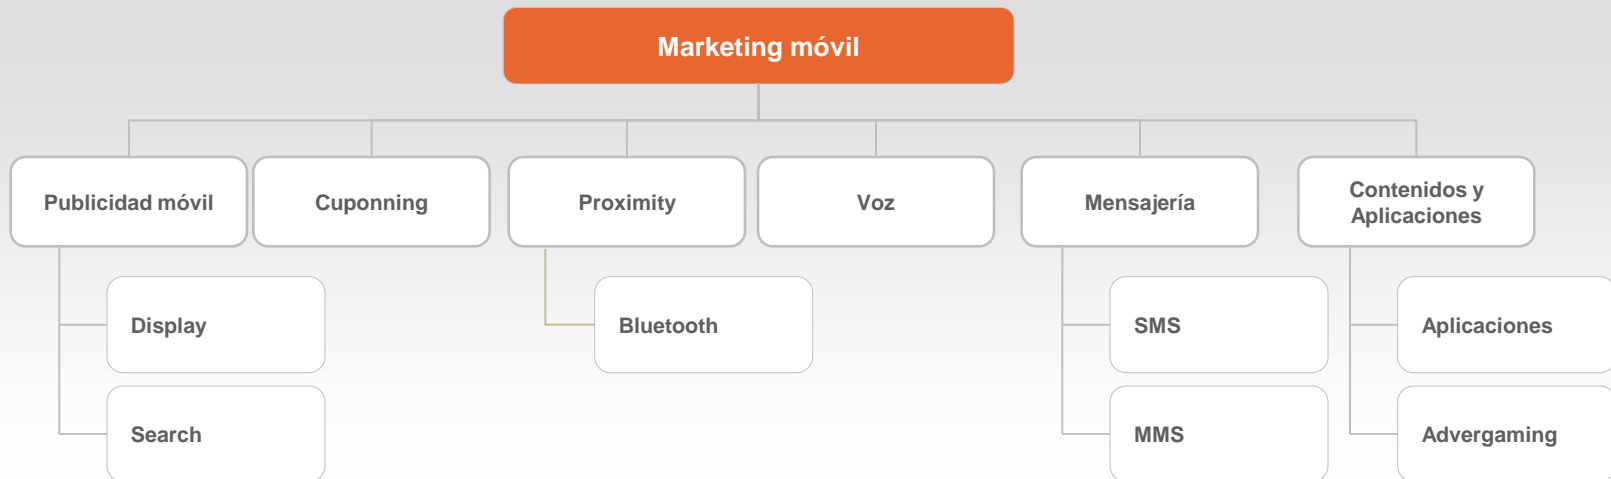 Marketing móvil
Publicidad móvil
Cuponning
Proximity
Voz
Mensajería
Contenidos y
Aplicaciones
Display
Bluetooth
SMS
Aplicaciones
Search
MMS
Advergaming